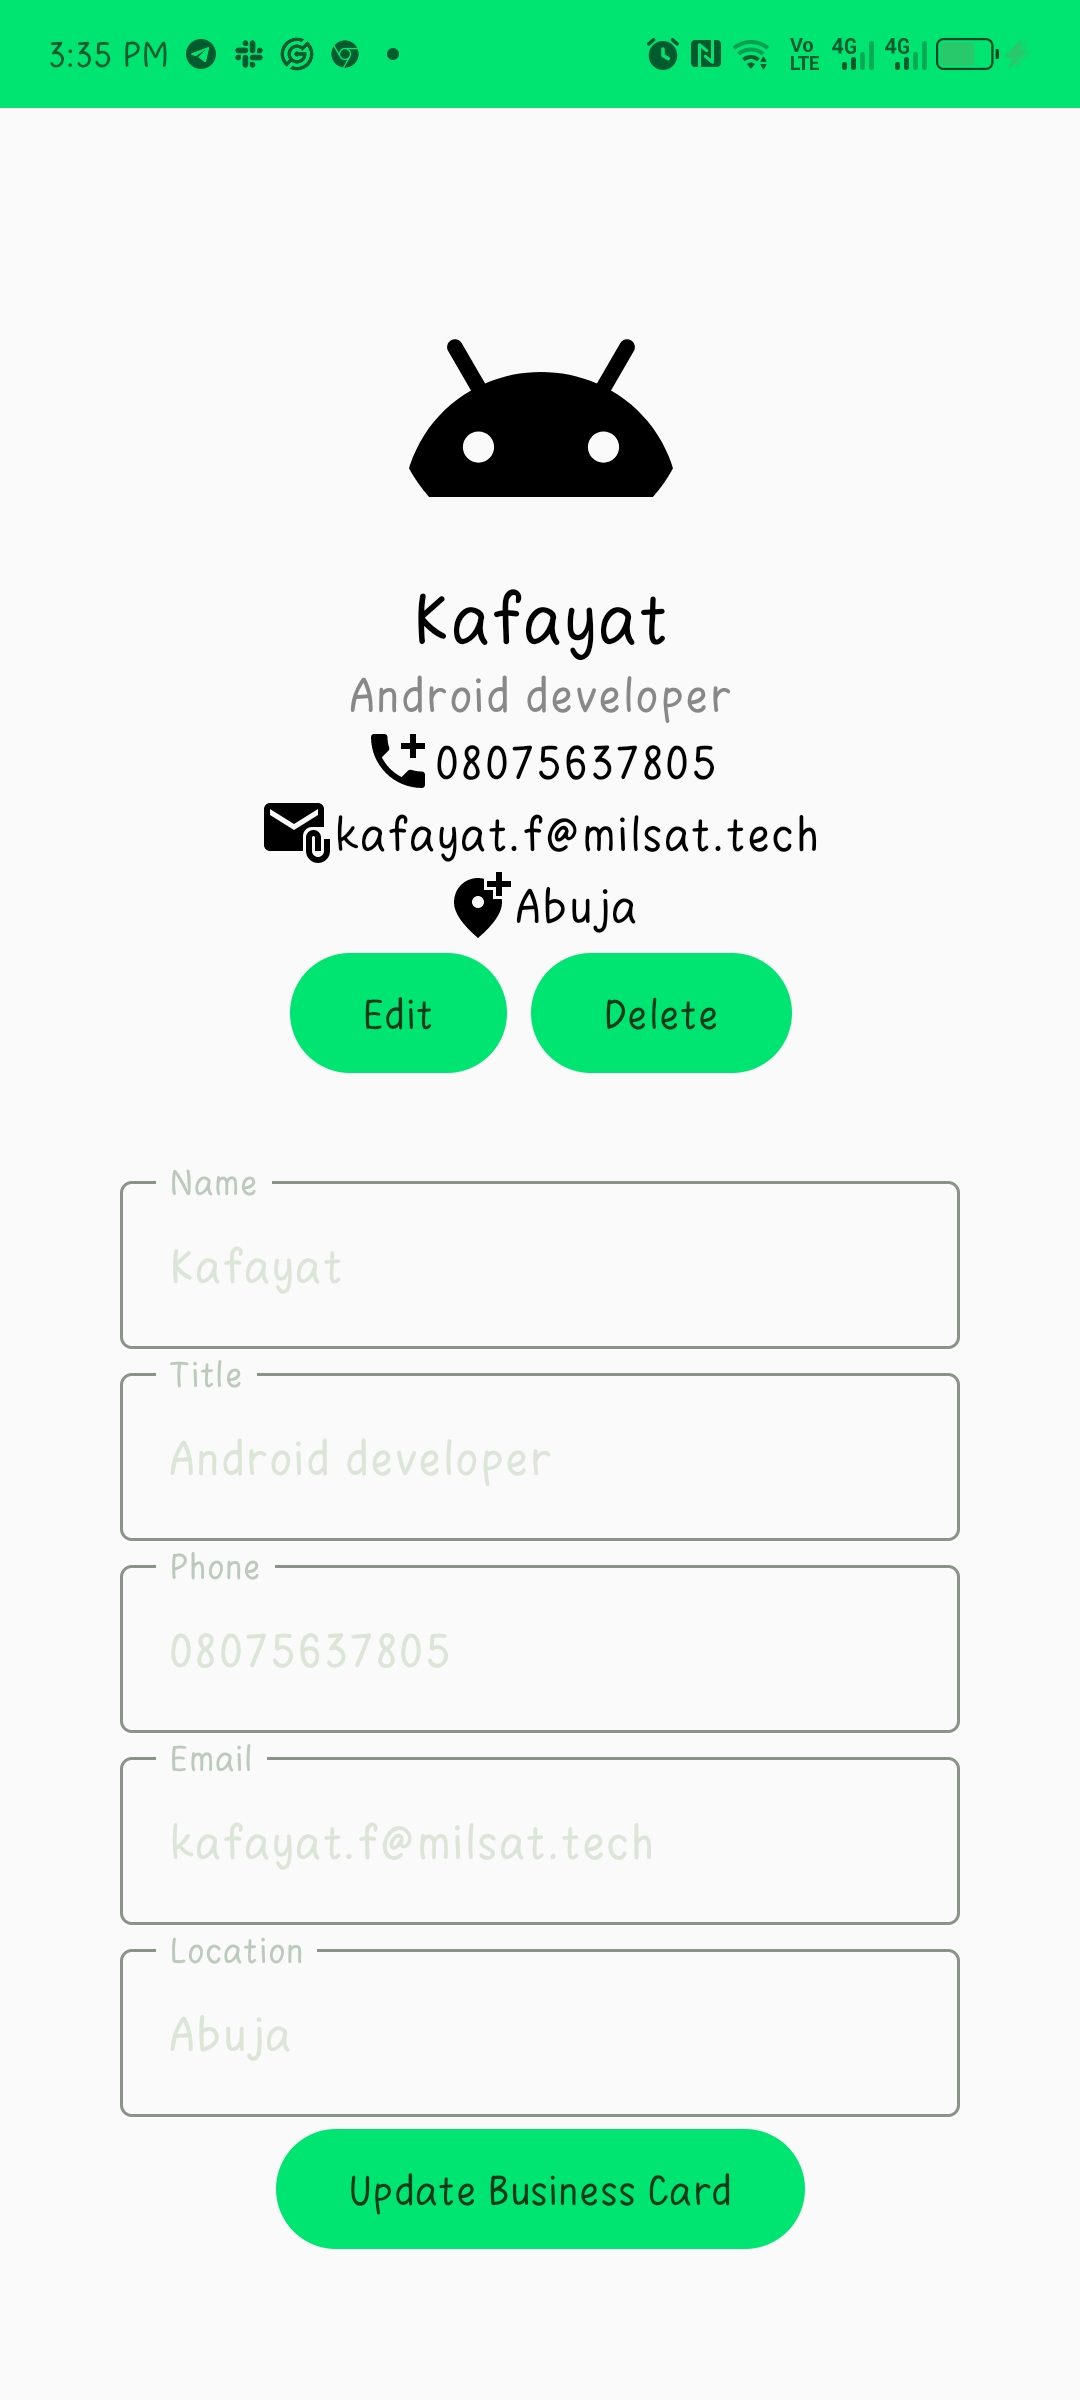 3:35 PM Vo LTE 4G 4G
Kafayat
Android developer
08075637805
kafayat.f@milsat.tech
Abuja
Edit Delete
Name
Kafayat
Title
Android developer
Phone
08075637805
Email
kafayat.f@milsat.tech
Location
Abuja
Update Business Card